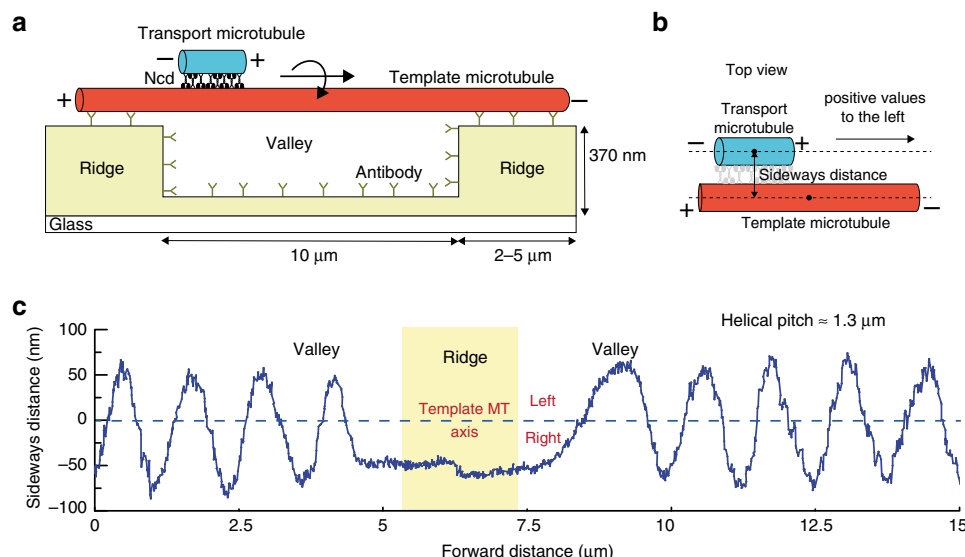 a
Transport microtubule
− +
Ncd
Template microtubule
+ −
Valley
Ridge
Antibody
Ridge
370 nm
Glass
10 μm
2–5 μm
b
Top view
Transport
microtubule
positive values
to the left
− +
Sideways distance
+ −
Template microtubule
c
Helical pitch ≈ 1.3 μm
Valley
Ridge
Valley
Template MT
axis
Left
Right
Sideways distance (nm)
100
50
0
−50
−100
0 2.5 5 7.5 10 12.5 15
Forward distance (μm)